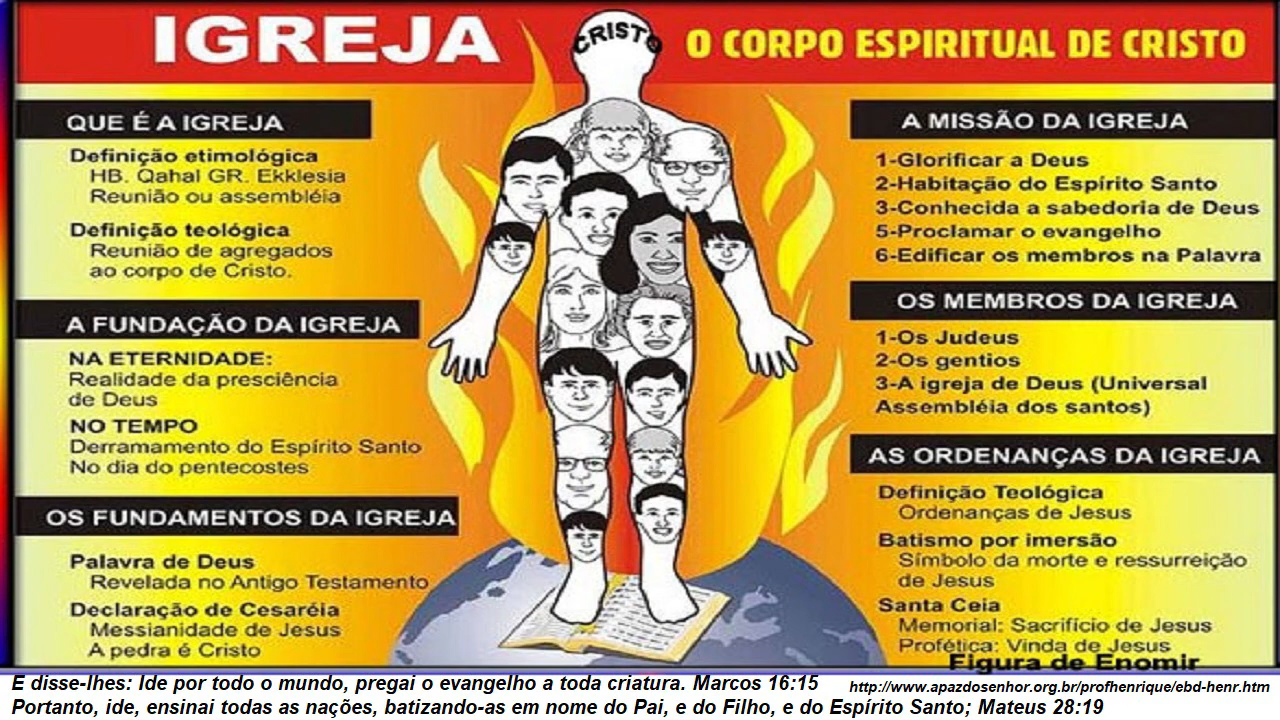 IGREJA
CRISTO
O CORPO ESPIRITUAL DE CRISTO
QUE É A IGREJA
Definição etimológica
HB. Qahal GR. Ekklesia
Reunião ou assembléia
Definição teológica
Reunião de agregados
ao corpo de Cristo.
A FUNDAÇÃO DA IGREJA
NA ETERNIDADE:
Realidade da presciência
de Deus
NO TEMPO
Derramamento do Espírito Santo
No dia do pentecostes
OS FUNDAMENTOS DA IGREJA
Palavra de Deus
Revelada no Antigo Testamento
Declaração de Cesaréia
Messianidade de Jesus
A pedra é Cristo
A MISSÃO DA IGREJA
1-Glorificar a Deus
2-Habitação do Espírito Santo
3-Conhecida a sabedoria de Deus
5-Proclamar o evangelho
6-Edificar os membros na Palavra
OS MEMBROS DA IGREJA
1-Os Judeus
2-Os gentios
3-A igreja de Deus (Universal
Assembléia dos santos)
AS ORDENANÇAS DA IGREJA
Definição Teológica
Ordenanças de Jesus
Batismo por imersão
Símbolo da morte e ressurreição
de Jesus
Santa Ceia
Memorial: Sacrifício de Jesus
Profética: Vinda de Jesus
Figura de Enomir
E disse-lhes: Ide por todo o mundo, pregai o evangelho a toda criatura. Marcos 16:15
http://www.apazdosenhor.org.br/profhenrique/ebd-henr.htm
Portanto, ide, ensinai todas as nações, batizando-as em nome do Pai, e do Filho, e do Espírito Santo; Mateus 28:19